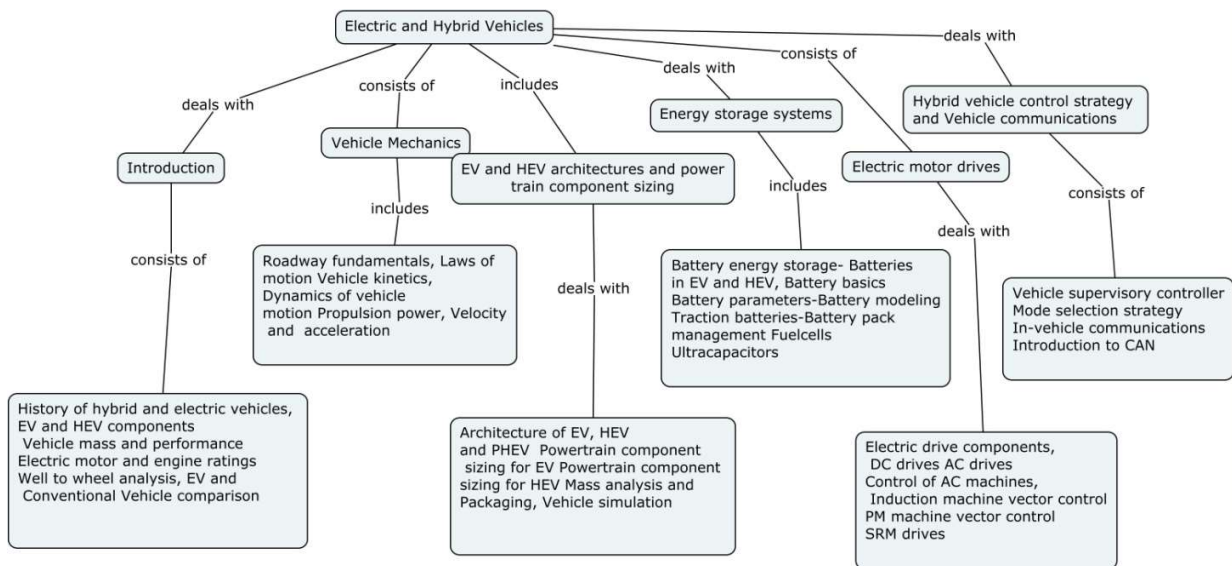 Electric and Hybrid Vehicles
deals with
consists of
includes
deals with
consists of
deals with
Introduction
Vehicle Mechanics
EV and HEV architectures and power
train component sizing
Energy storage systems
Electric motor drives
Hybrid vehicle control strategy
and Vehicle communications
consists of
includes
deals with
includes
deals with
consists of
History of hybrid and electric vehicles,
EV and HEV components
Vehicle mass and performance
Electric motor and engine ratings
Well to wheel analysis, EV and
Conventional Vehicle comparison
Roadway fundamentals, Laws of
motion Vehicle kinetics,
Dynamics of vehicle
motion Propulsion power, Velocity
and acceleration
Architecture of EV, HEV
and PHEV Powertrain component
sizing for EV Powertrain component
sizing for HEV Mass analysis and
Packaging, Vehicle simulation
Battery energy storage- Batteries
in EV and HEV, Battery basics
Battery parameters-Battery modeling
Traction batteries-Battery pack
management Fuelcells
Ultracapacitors
Electric drive components,
DC drives AC drives
Control of AC machines,
Induction machine vector control
PM machine vector control
SRM drives
Vehicle supervisory controller
Mode selection strategy
In-vehicle communications
Introduction to CAN